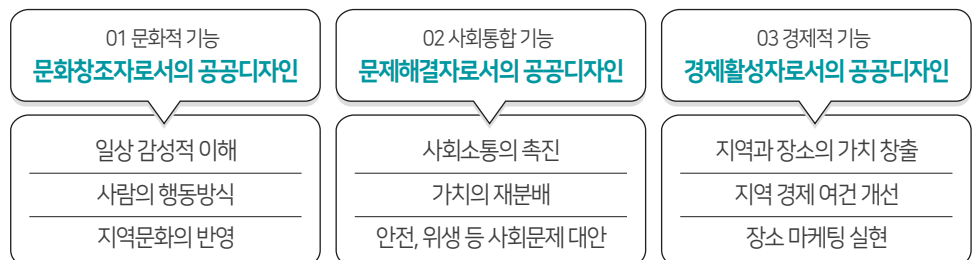 01 문화적 기능
문화창조자로서의 공공디자인
일상 감성적 이해
사람의 행동방식
지역문화의 반영
02 사회통합 기능
문제해결자로서의 공공디자인
사회소통의 촉진
가치의 재분배
안전, 위생 등 사회문제 대안
03 경제적 기능
경제활성자로서의 공공디자인
지역과 장소의 가치 창출
지역 경제 여건 개선
장소 마케팅 실현